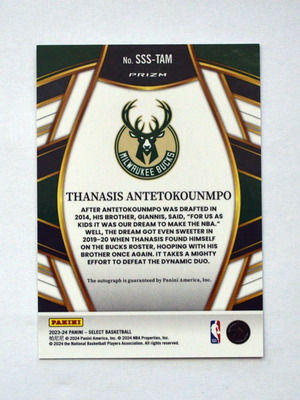 No. SSS-TAM
PRIZM
MILWAUKEE BUCKS
THANASIS ANTETOKOUNMPO
AFTER ANTETOKOUNMPO WAS DRAFTED IN
2014, HIS BROTHER, GIANNIS, SAID, “FOR US AS
KIDS IT WAS OUR DREAM TO MAKE THE NBA.”
WELL, THE DREAM GOT EVEN SWEETER IN
2019-20 WHEN THANASIS FOUND HIMSELF
ON THE BUCKS ROSTER, HOOPING WITH HIS
BROTHER ONCE AGAIN. IT TAKES A MIGHTY
EFFORT TO DEFEAT THE DYNAMIC DUO.
The autograph is guaranteed by Panini America, Inc.
PANINI
2023-24 PANINI – SELECT BASKETBALL
帕尼尼 © 2024 Panini America, Inc. © 2024 NBA Properties, Inc.
© 2024 the National Basketball Players Association. All rights reserved.